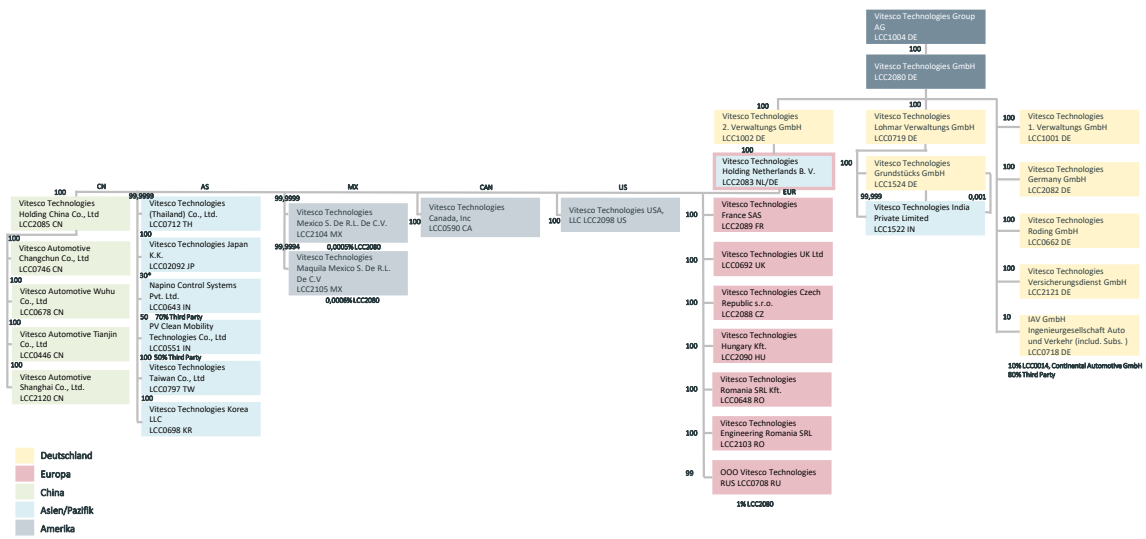 Vitesco Technologies Group
AG
LCC1004 DE
100
Vitesco Technologies GmbH
LCC2080 DE
100
100
100
Vitesco Technologies
2. Verwaltungs GmbH
LCC1002 DE
Vitesco Technologies
Lohmar Verwaltungs GmbH
LCC0719 DE
100
Vitesco Technologies
1. Verwaltungs GmbH
LCC1001 DE
100
Vitesco Technologies
Holding Netherlands B. V.
LCC2083 NL/DE
100
Vitesco Technologies
Grundstücks GmbH
LCC1524 DE
99,999
0,001
Vitesco Technologies India
Private Limited
LCC1522 IN
100
Vitesco Technologies
Germany GmbH
LCC2082 DE
100
Vitesco Technologies
Roding GmbH
LCC0662 DE
100
Vitesco Technologies
Versicherungsdienst GmbH
LCC2121 DE
10
IAV GmbH
Ingenieurgesellschaft Auto
und Verkehr (includ. Subs. )
LCC0718 DE
10% LCC0014, Continental Automotive GmbH
80% Third Party
CN
AS
MX
CAN
US
EUR
100
Vitesco Technologies
Holding China Co., Ltd
LCC2085 CN
100
Vitesco Automotive
Changchun Co., Ltd
LCC0746 CN
100
Vitesco Automotive Wuhu
Co., Ltd
LCC0678 CN
100
Vitesco Automotive Tianjin
Co., Ltd
LCC0446 CN
100
Vitesco Automotive
Shanghai Co., Ltd.
LCC2120 CN
99,9999
Vitesco Technologies
(Thailand) Co., Ltd.
LCC0712 TH
100
Vitesco Technologies Japan
K.K.
LCC02092 JP
30*
Napino Control Systems
Pvt. Ltd.
LCC0643 IN
50 70% Third Party
PV Clean Mobility
Technologies Co., Ltd
LCC0551 IN
100 50% Third Party
Vitesco Technologies
Taiwan Co., Ltd
LCC0797 TW
100
Vitesco Technologies Korea
LLC
LCC0698 KR
99,9999
Vitesco Technologies
Mexico S. De R.L. De C.V.
LCC2104 MX
99,9994
0,0005% LCC2080
Vitesco Technologies
Maquila Mexico S. De R.L.
De C.V
LCC2105 MX
0,0006% LCC2080
100
Vitesco Technologies
Canada, Inc
LCC0590 CA
100
Vitesco Technologies USA,
LLC LCC2098 US
100
Vitesco Technologies
France SAS
LCC2089 FR
100
Vitesco Technologies UK Ltd
LCC0692 UK
100
Vitesco Technologies Czech
Republic s.r.o.
LCC2088 CZ
100
Vitesco Technologies
Hungary Kft.
LCC2090 HU
100
Vitesco Technologies
Romania SRL Kft.
LCC0648 RO
100
Vitesco Technologies
Engineering Romania SRL
LCC2103 RO
99
OOO Vitesco Technologies
RUS LCC0708 RU
1% LCC2080
Deutschland
Europa
China
Asien/Pazifik
Amerika